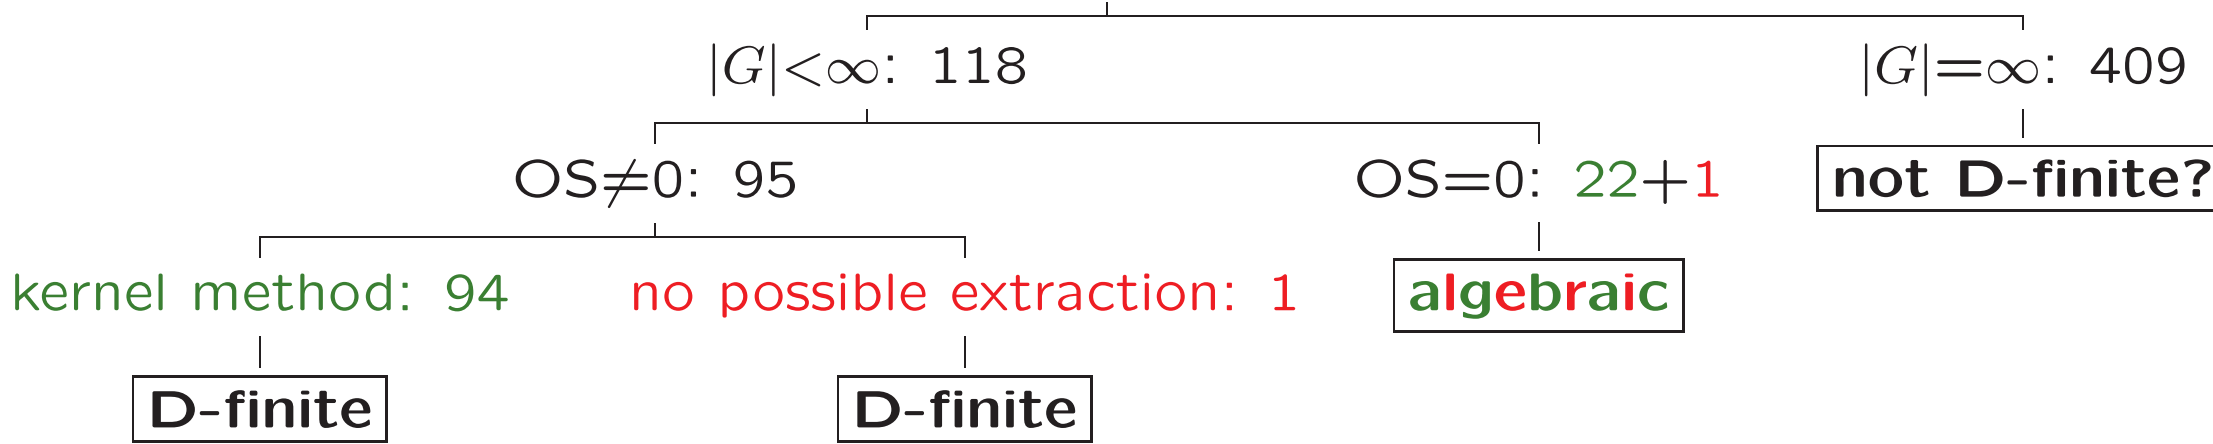 |G|<∞: 118 |G|=∞: 409
OS≠0: 95 OS=0: 22+1 not D-finite?
kernel method: 94 no possible extraction: 1 algebraic
D-finite D-finite